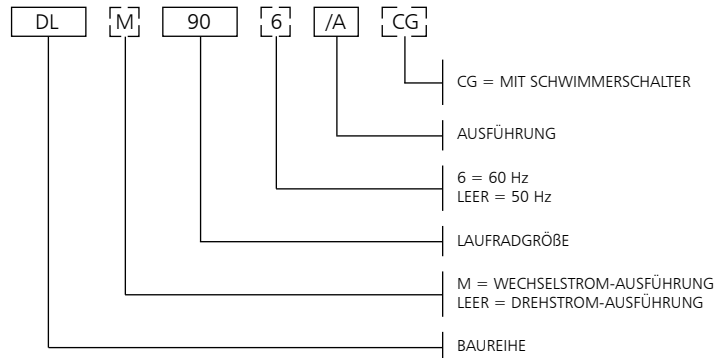 DL M 90 6 /A CG
CG = MIT SCHWIMMERSCHALTER
AUSFÜHRUNG
6 = 60 Hz
LEER = 50 Hz
LAUFRADGRÖßE
M = WECHSELSTROM-AUSFÜHRUNG
LEER = DREHSTROM-AUSFÜHRUNG
BAUREIHE